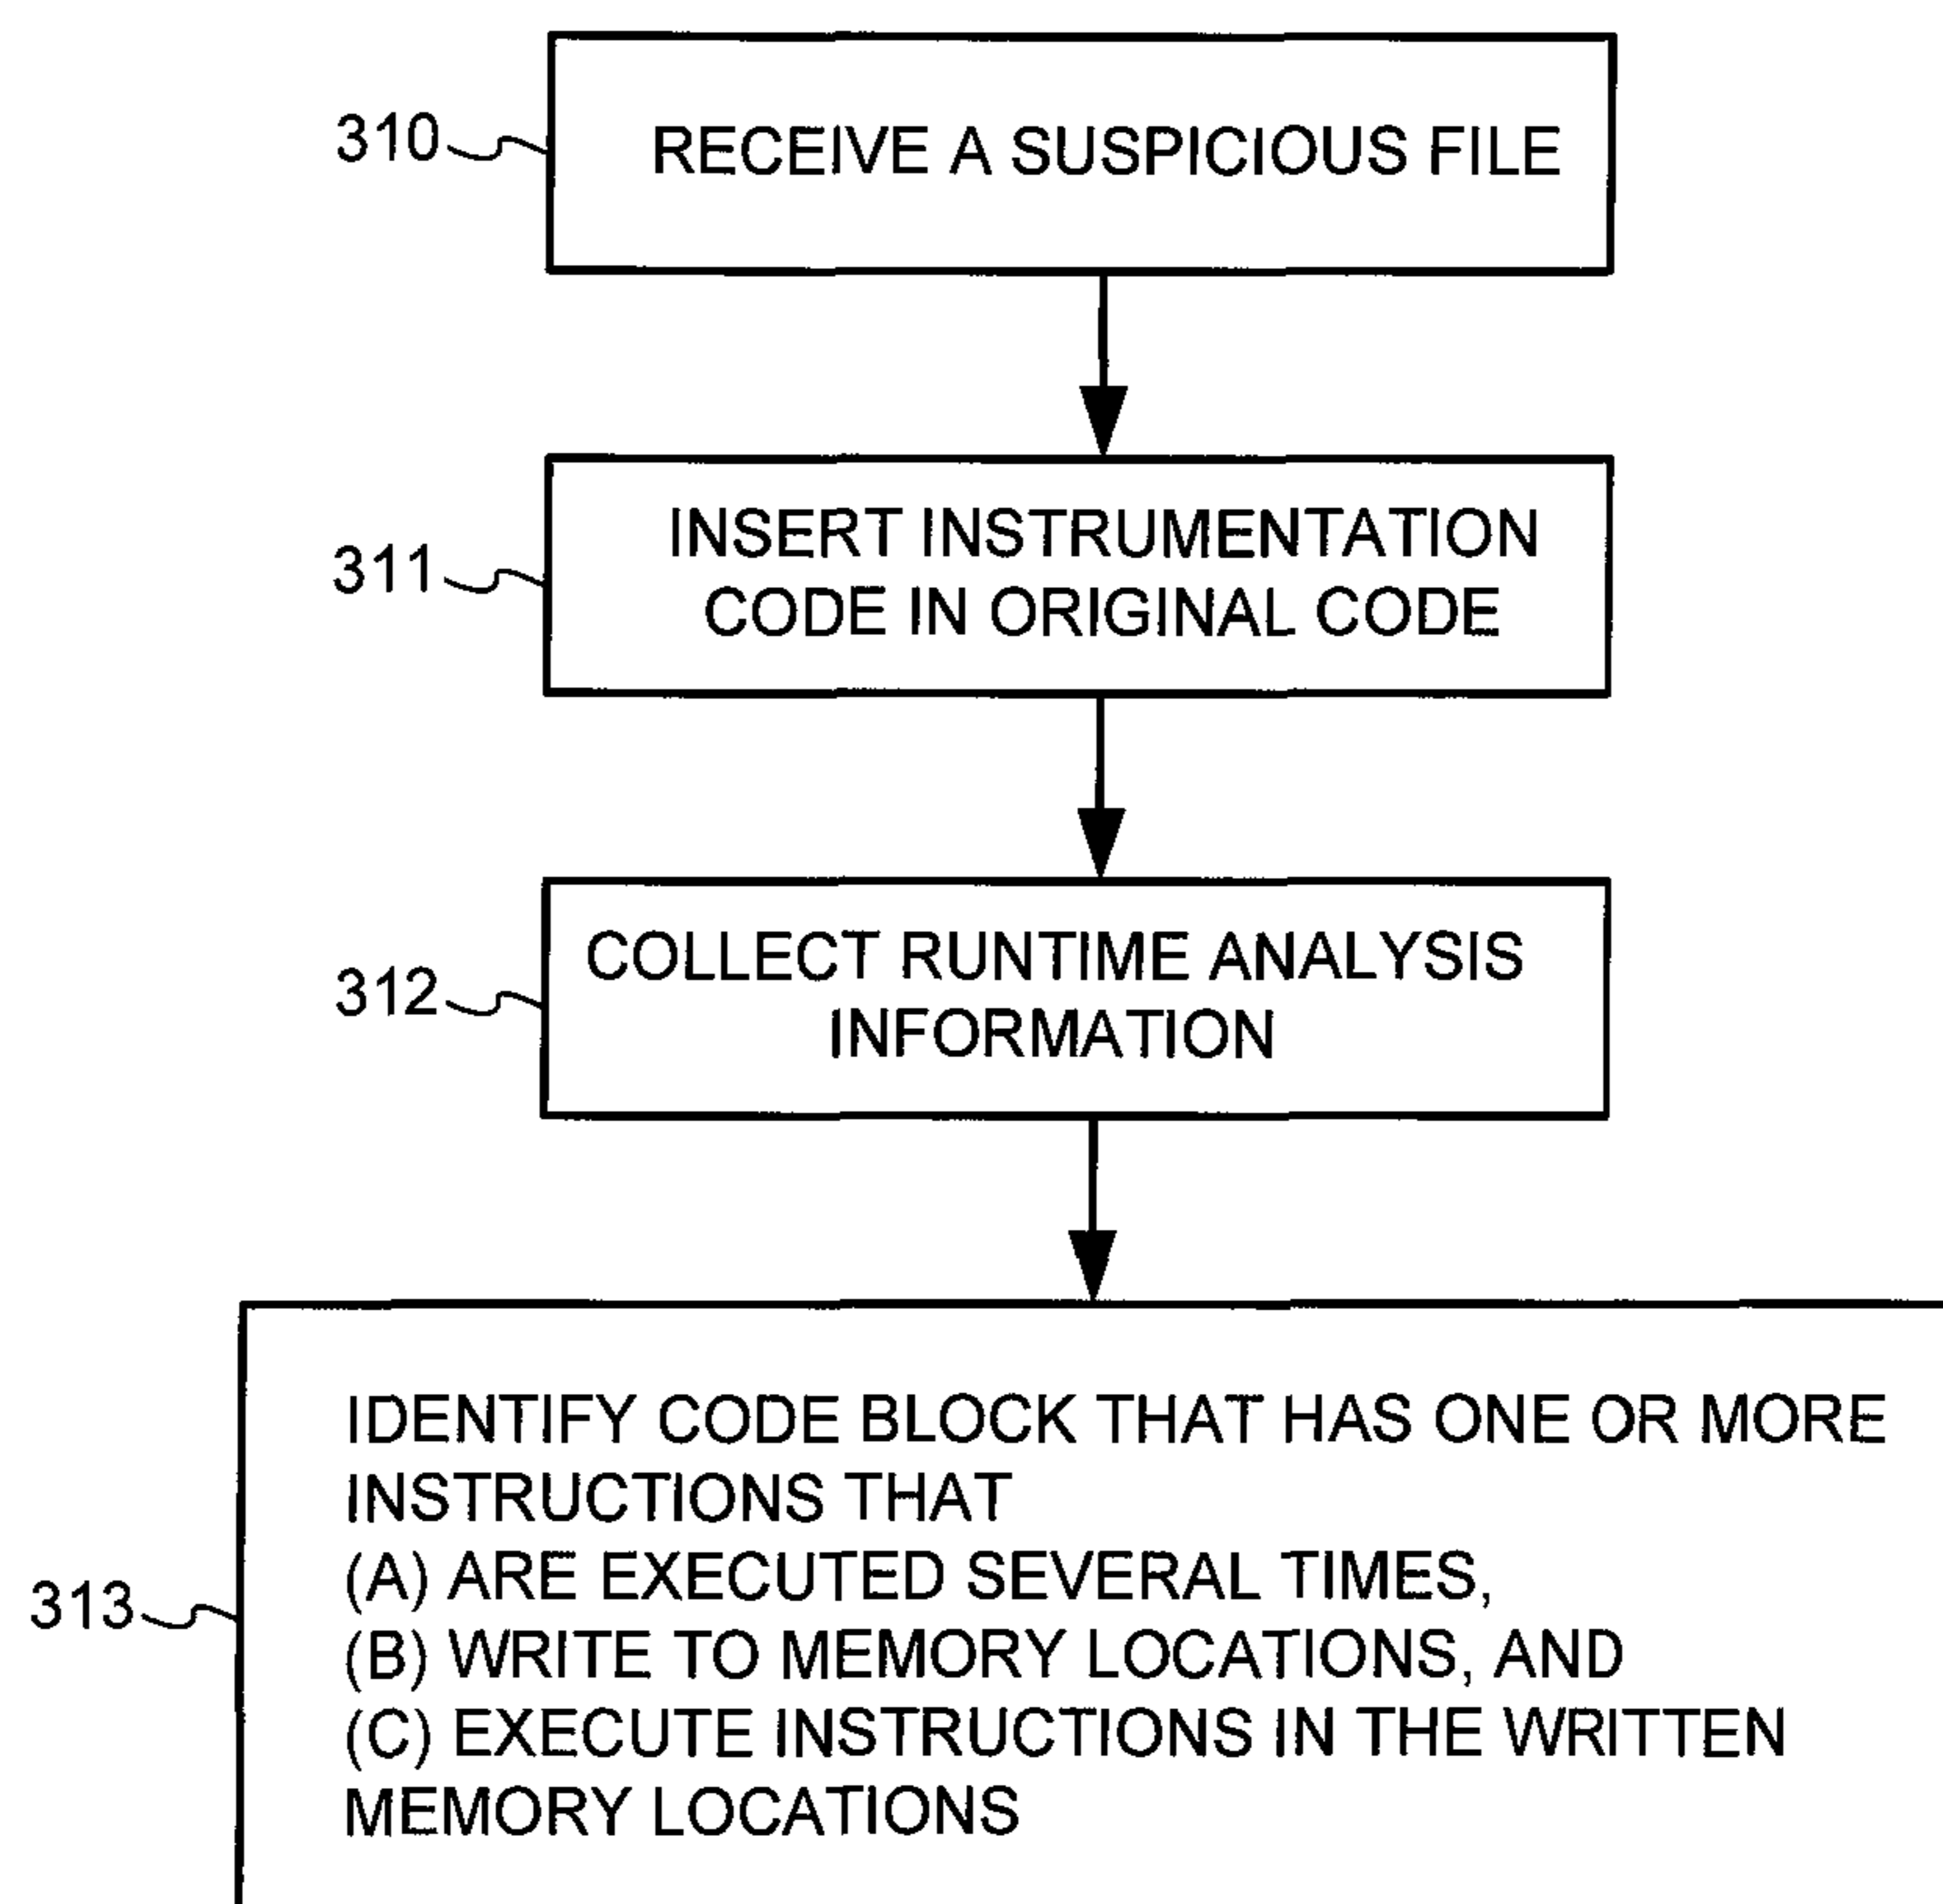 310
RECEIVE A SUSPICIOUS FILE
311
INSERT INSTRUMENTATION
CODE IN ORIGINAL CODE
312
COLLECT RUNTIME ANALYSIS
INFORMATION
313
IDENTIFY CODE BLOCK THAT HAS ONE OR MORE
INSTRUCTIONS THAT
(A) ARE EXECUTED SEVERAL TIMES,
(B) WRITE TO MEMORY LOCATIONS, AND
(C) EXECUTE INSTRUCTIONS IN THE WRITTEN
MEMORY LOCATIONS